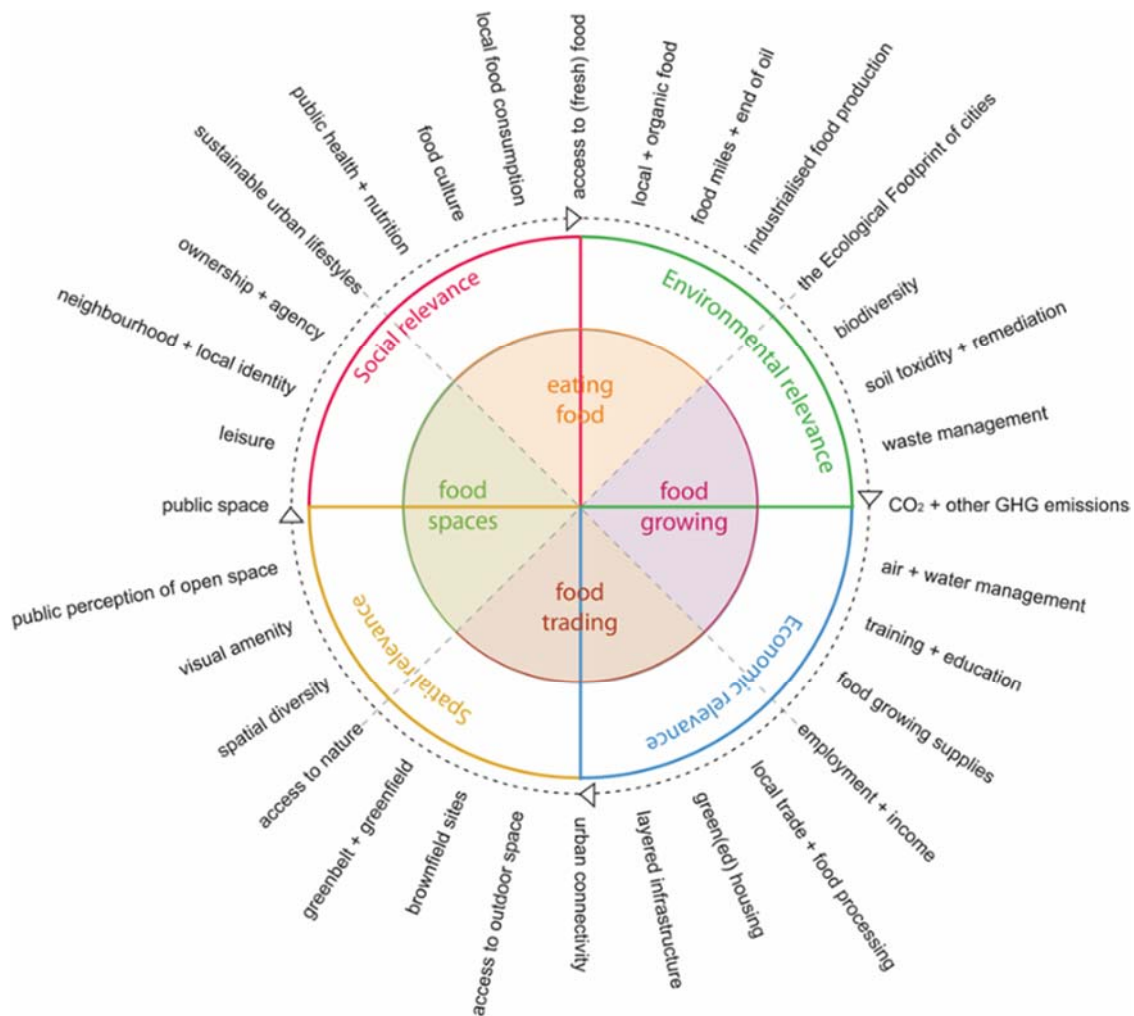 access to (fresh) food
local + organic food
food miles + end of oil
industrialised food production
the Ecological Footprint of cities
biodiversity
soil toxidity + remediation
waste management
CO₂ + other GHG emissions
air + water management
training + education
food growing supplies
employment + income
local trade + food processing
green(ed) housing
layered infrastructure
urban connectivity
access to outdoor space
brownfield sites
greenbelt + greenfield
access to nature
spatial diversity
visual amenity
public perception of open space
public space
leisure
neighbourhood + local identity
ownership + agency
sustainable urban lifestyles
public health + nutrition
food culture
local food consumption
Social relevance
Environmental relevance
Economic relevance
Spatial relevance
eating
food
food
growing
food
trading
food
spaces